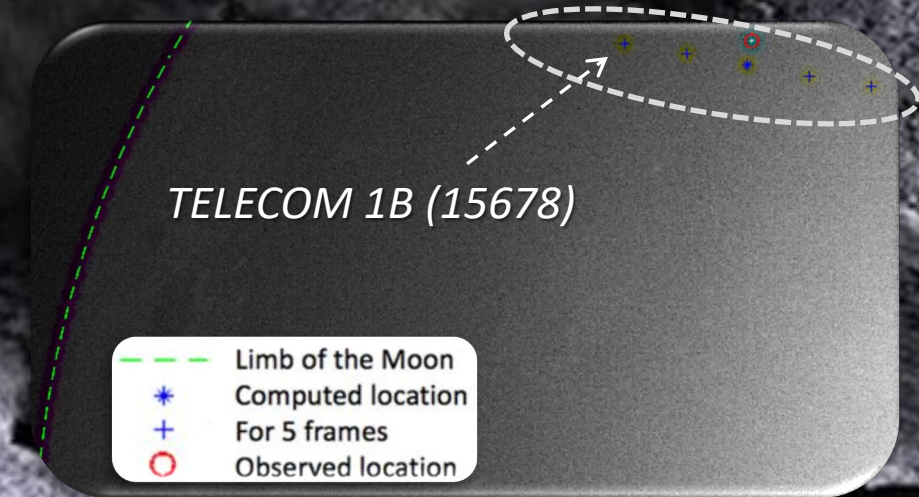 TELECOM 1B (15678)
Limb of the Moon
Computed location
For 5 frames
Observed location